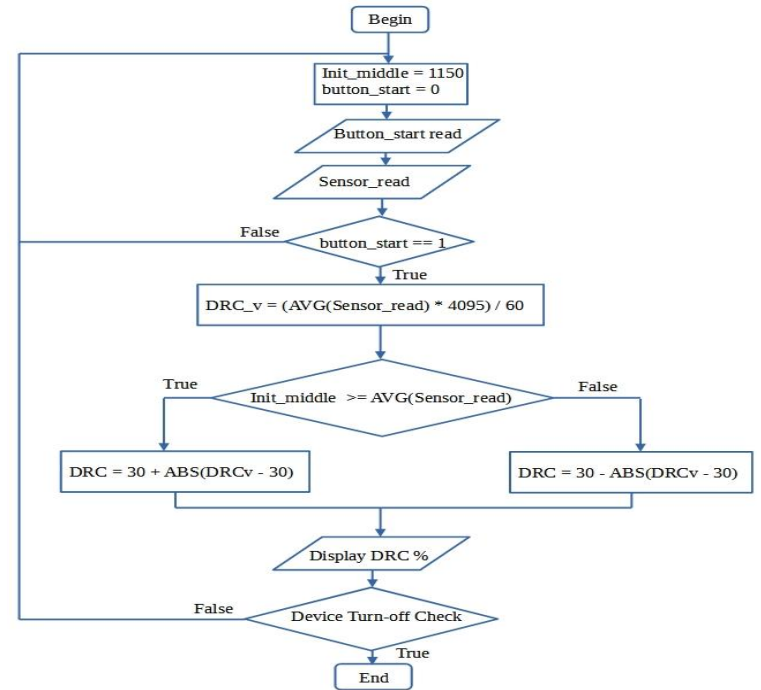 Begin
Init_middle = 1150
button_start = 0
Button_start read
Sensor_read
False
button_start == 1
True
DRC_v = (AVG(Sensor_read) * 4095) / 60
True
Init_middle >= AVG(Sensor_read)
False
DRC = 30 + ABS(DRCv - 30)
DRC = 30 - ABS(DRCv - 30)
Display DRC %
False
Device Turn-off Check
True
End